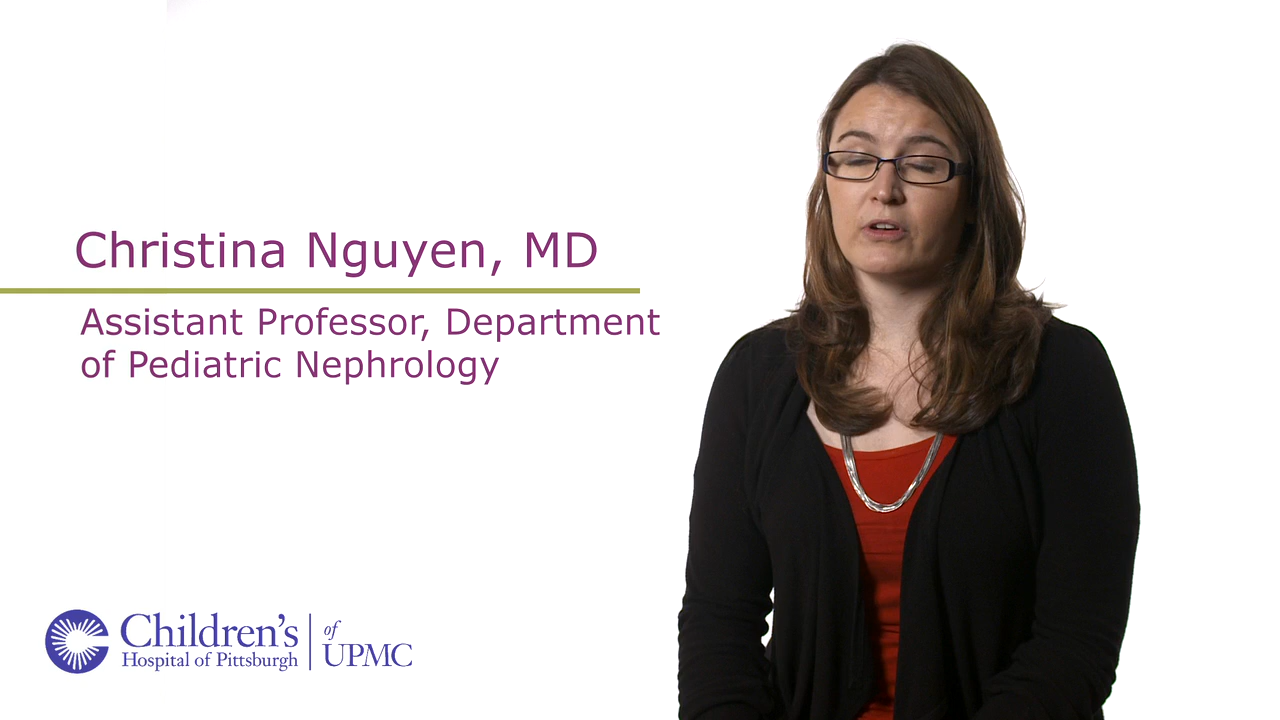 Christina Nguyen, MD
Assistant Professor, Department
of Pediatric Nephrology
Children's
Hospital of Pittsburgh
of
UPMC